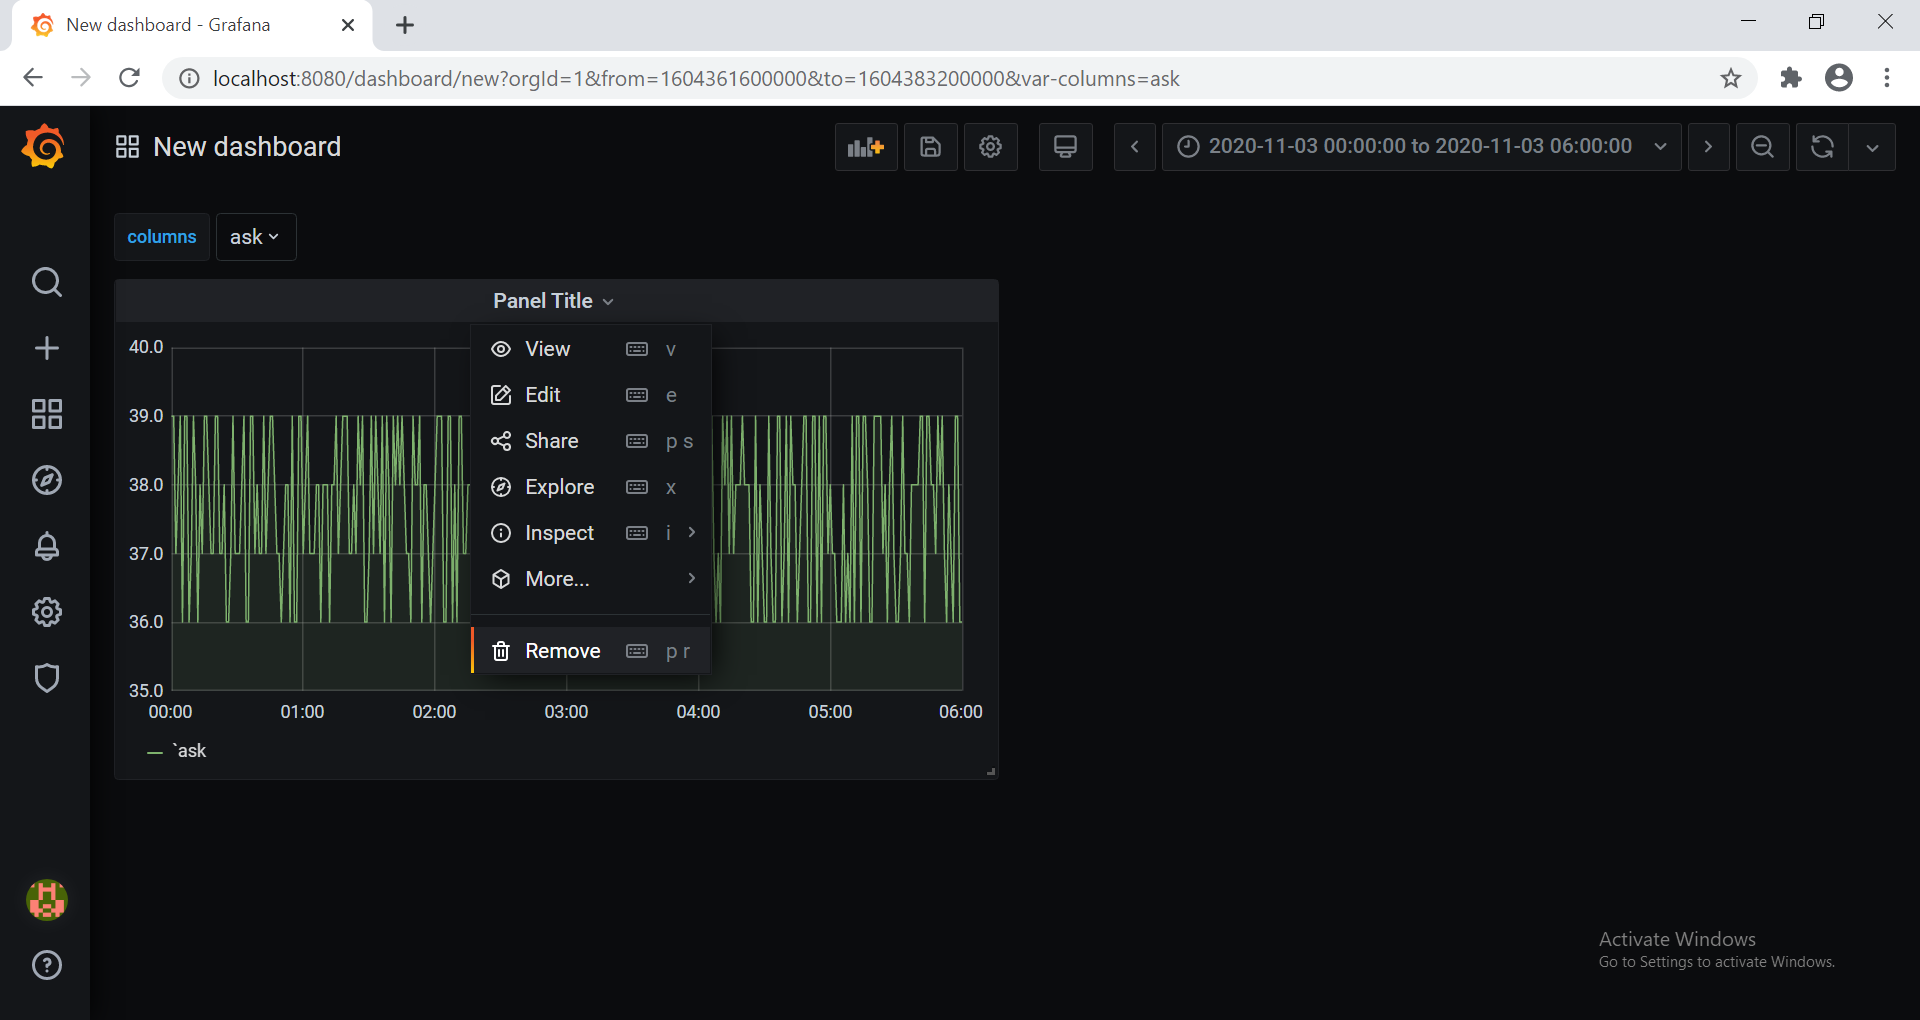 New dashboard - Grafana
localhost:8080/dashboard/new?orgId=1&from=1604361600000&to=1604383200000&var-columns=ask
New dashboard
2020-11-03 00:00:00 to 2020-11-03 06:00:00
columns
ask
Panel Title
View v
Edit e
Share p s
Explore x
Inspect i
More...
Remove p r
40.0
39.0
38.0
37.0
36.0
35.0
00:00 01:00 02:00 03:00 04:00 05:00 06:00
`ask
Activate Windows
Go to Settings to activate Windows.